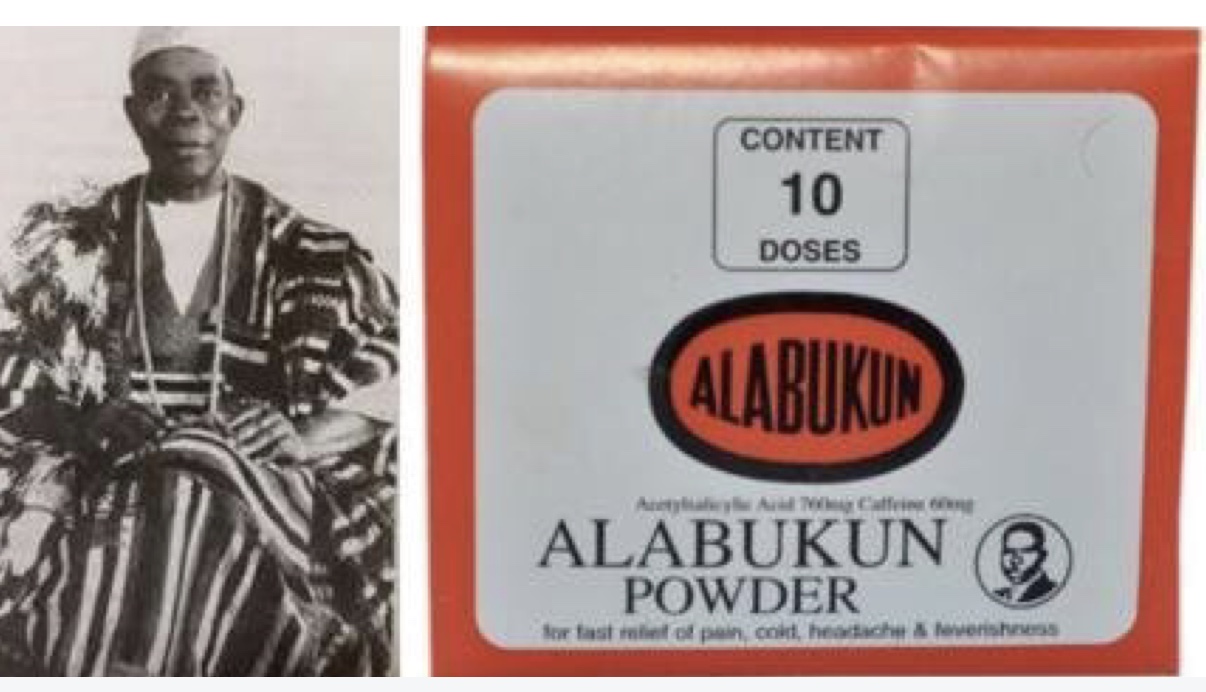 CONTENT
10
DOSES
ALABUKUN
Acetylsalicylic Acid 760mg Caffeine 60mg
ALABUKUN
POWDER
for fast relief of pain, cold, headache & feverishness